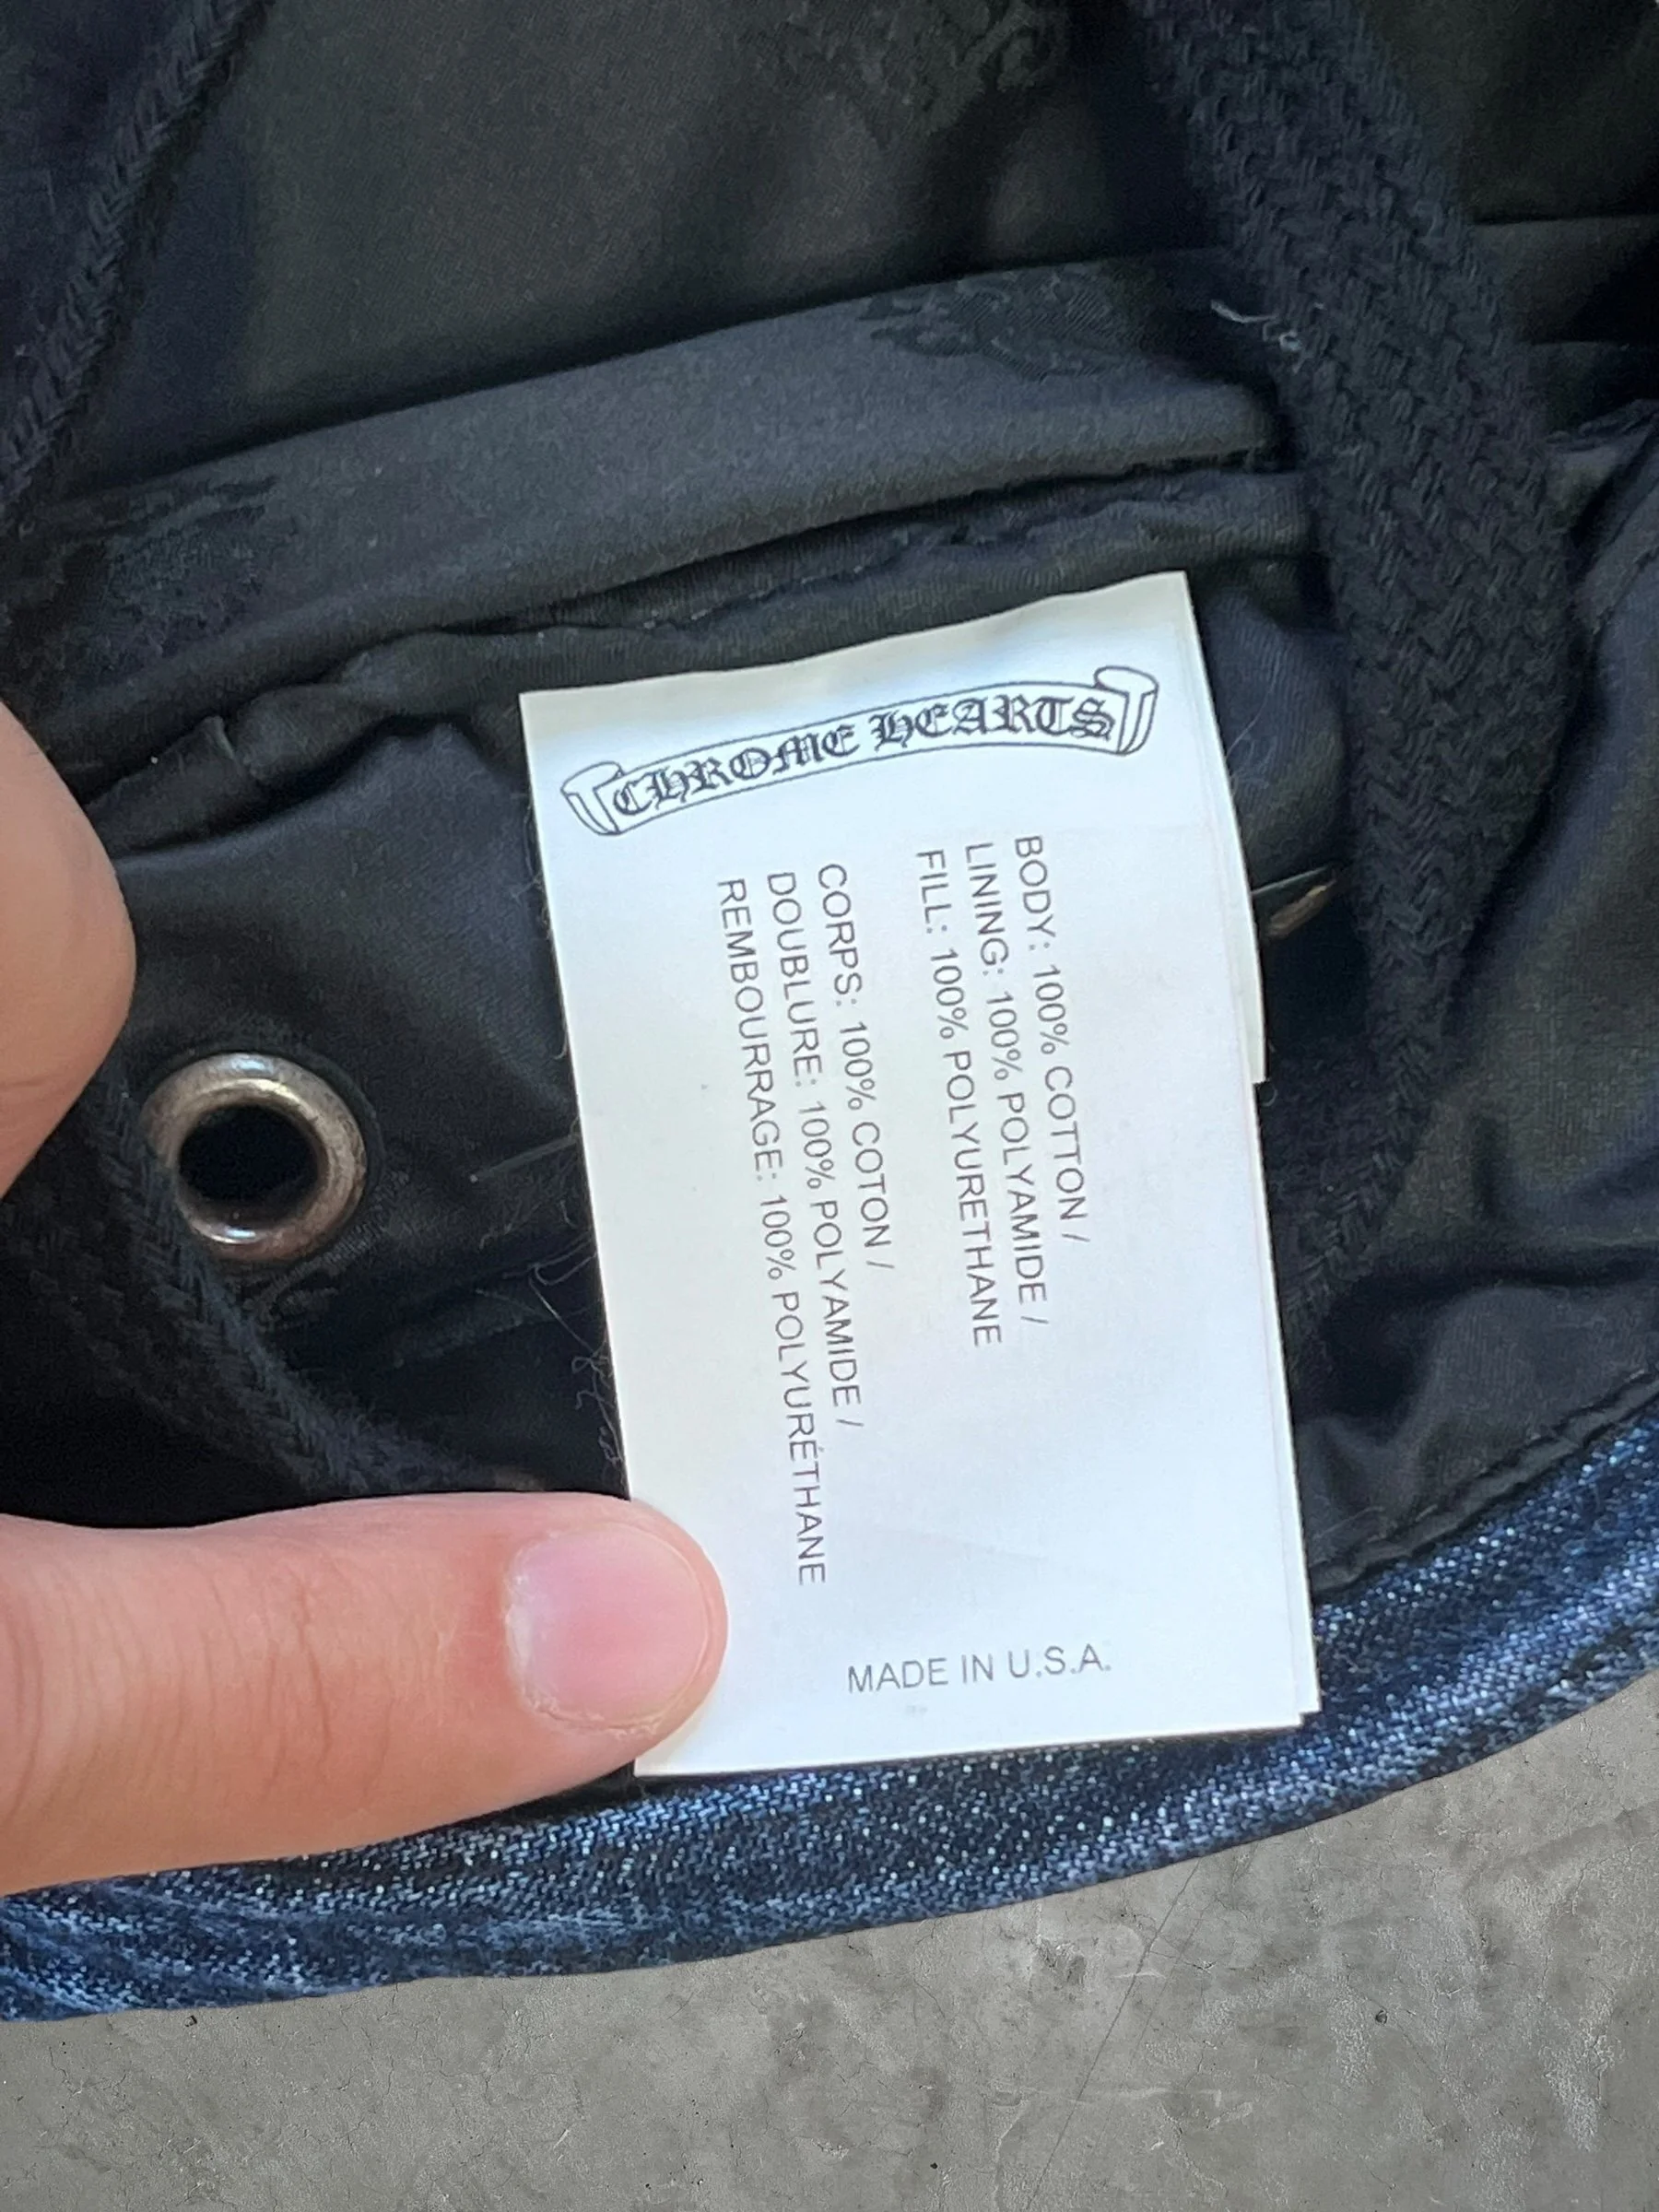 CHROME HEARTS
BODY: 100% COTTON /
LINING: 100% POLYAMIDE /
FILL: 100% POLYURETHANE
CORPS: 100% COTON /
DOUBLURE: 100% POLYAMIDE /
REMBOURRAGE: 100% POLYURÉTHANE
MADE IN U.S.A.